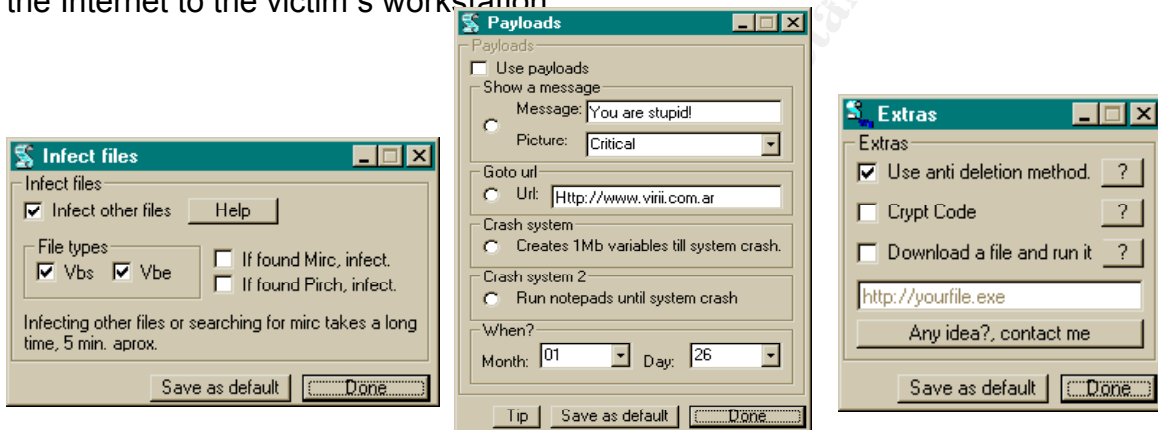 the Internet to the victim's workstation
Infect files
Infect files
Infect other files
Help
File types
Vbs
Vbe
If found Mirc, infect.
If found Pirch, infect.
Infecting other files or searching for mirc takes a long
time, 5 min. aprox.
Save as default
Done
Payloads
Payloads
Use payloads
Show a message
Message: You are stupid!
Picture: Critical
Goto url
Url: Http://www.virii.com.ar
Crash system
Creates 1Mb variables till system crash.
Crash system 2
Run notepads until system crash
When?
Month: 01 Day: 26
Tip
Save as default
Done
Extras
Extras
Use anti deletion method. ?
Crypt Code ?
Download a file and run it ?
http://yourfile.exe
Any idea?, contact me
Save as default
Done